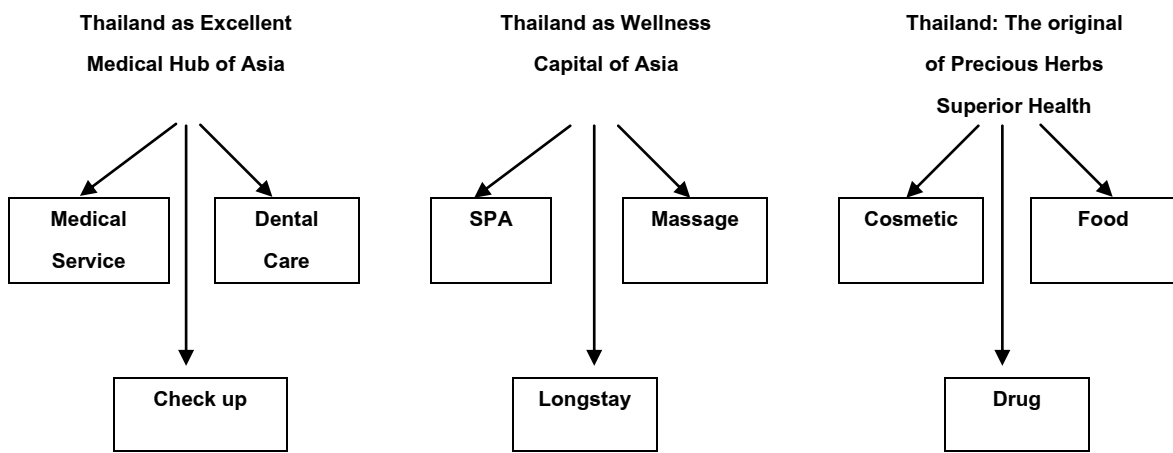 Thailand as Excellent
Medical Hub of Asia
Medical
Service
Dental
Care
Check up
Thailand as Wellness
Capital of Asia
SPA
Massage
Longstay
Thailand: The original
of Precious Herbs
Superior Health
Cosmetic
Food
Drug